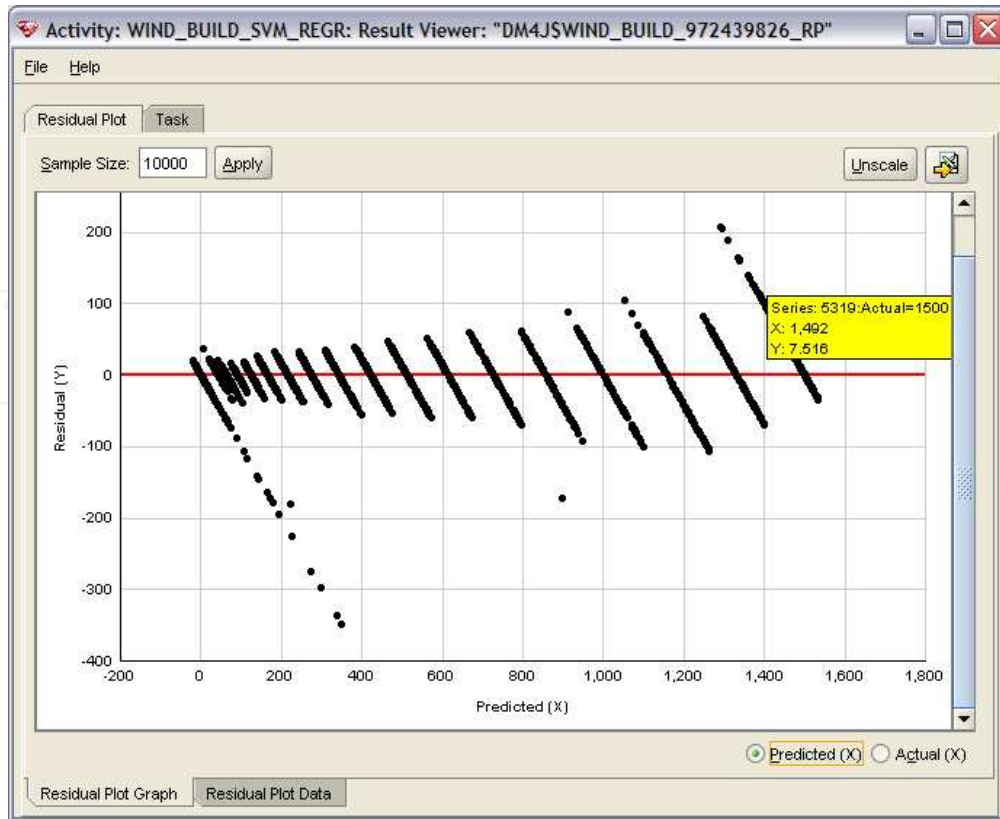 Activity: WIND_BUILD_SVM_REGR: Result Viewer: "DM4J$WIND_BUILD_972439826_RP"
File Help
Residual Plot Task
Sample Size: 10000 Apply Unscale
200
100
0
-100
-200
-300
-400
Residual (Y)
Series: 5319:Actual=1500
X: 1,492
Y: 7.516
-200 0 200 400 600 800 1,000 1,200 1,400 1,600 1,800
Predicted (X)
Predicted (X) Actual (X)
Residual Plot Graph Residual Plot Data